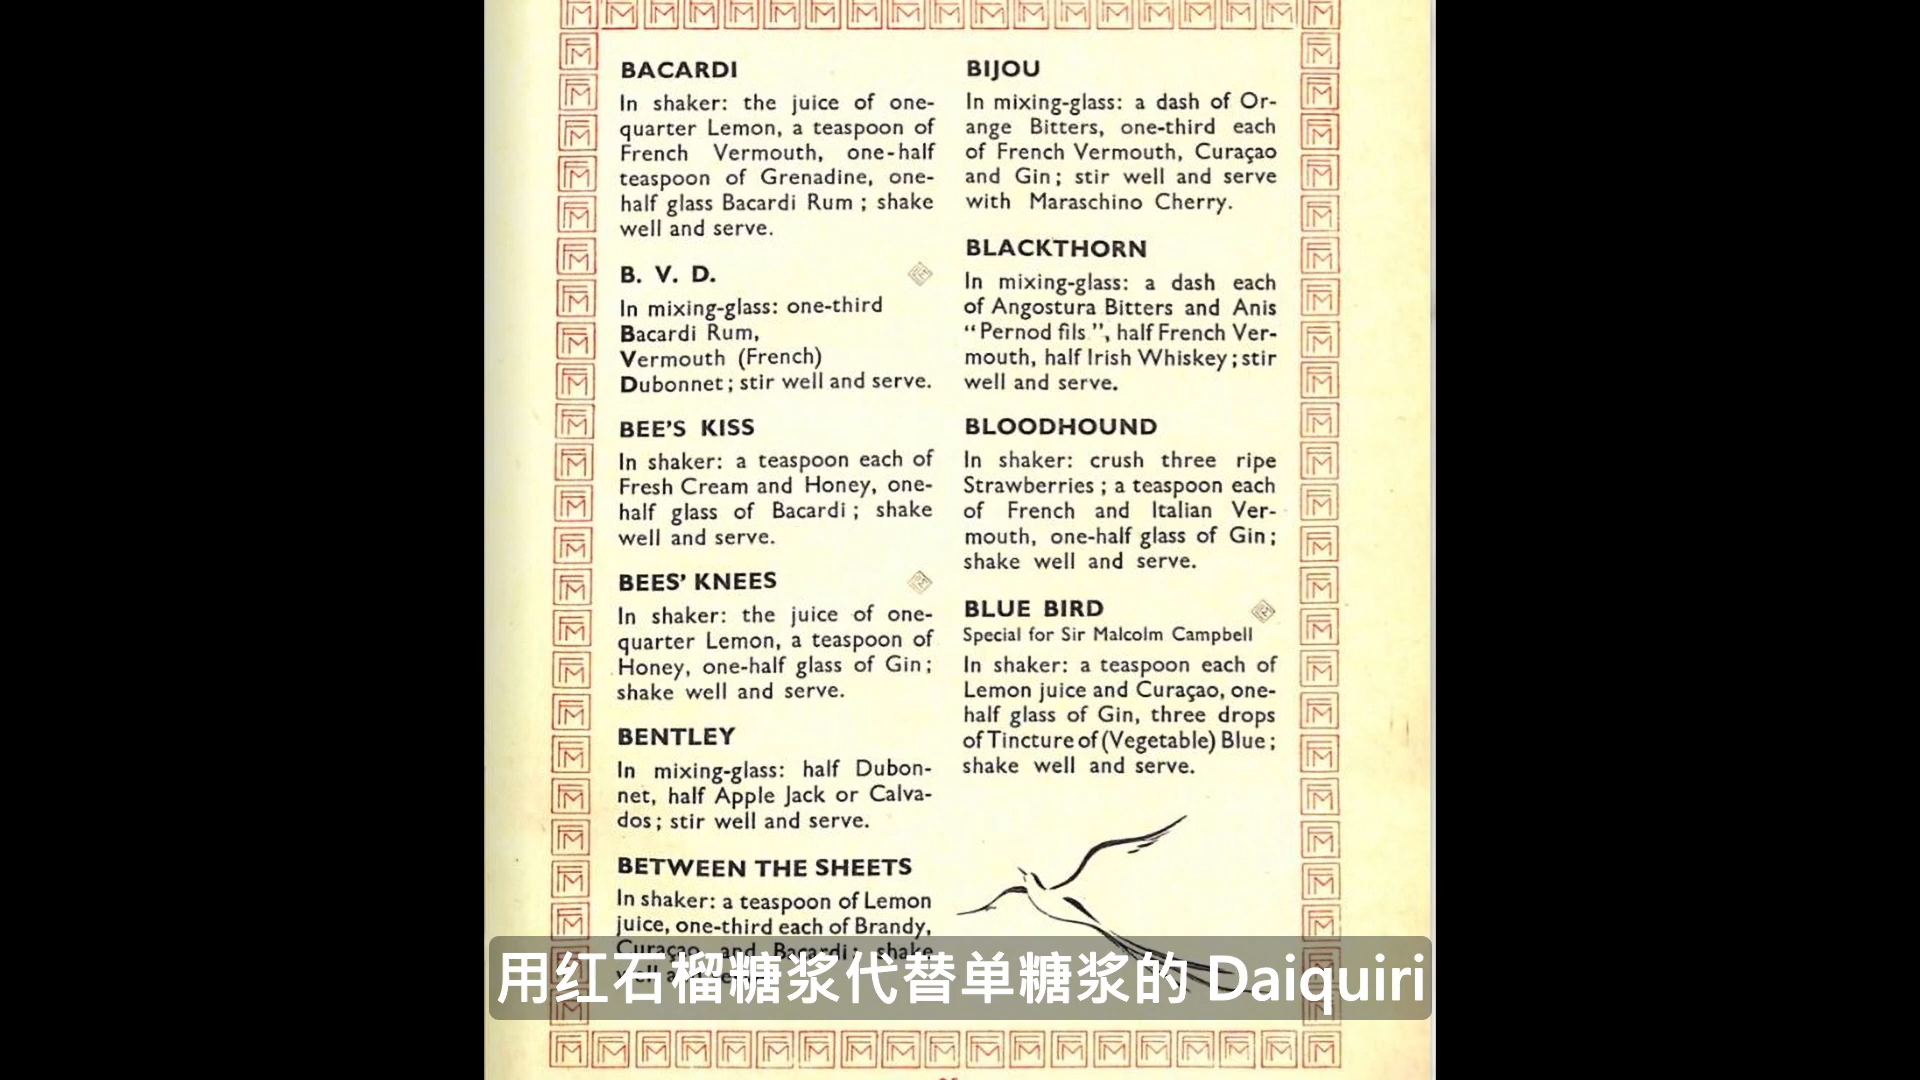 BACARDI
In shaker: the juice of one-
quarter Lemon, a teaspoon of
French Vermouth, one-half
teaspoon of Grenadine, one-
half glass Bacardi Rum ; shake
well and serve.
B. V. D.
In mixing-glass: one-third
Bacardi Rum,
Vermouth (French)
Dubonnet ; stir well and serve.
BEE'S KISS
In shaker: a teaspoon each of
Fresh Cream and Honey, one-
half glass of Bacardi ; shake
well and serve.
BEES' KNEES
In shaker: the juice of one-
quarter Lemon, a teaspoon of
Honey, one-half glass of Gin ;
shake well and serve.
BENTLEY
In mixing-glass: half Dubon-
net, half Apple Jack or Calva-
dos ; stir well and serve.
BETWEEN THE SHEETS
In shaker: a teaspoon of Lemon
juice, one-third each of Brandy,
Curaçao and Bacardi ; shake
BIJOU
In mixing-glass: a dash of Or-
ange Bitters, one-third each
of French Vermouth, Curaçao
and Gin ; stir well and serve
with Maraschino Cherry.
BLACKTHORN
In mixing-glass: a dash each
of Angostura Bitters and Anis
“Pernod fils”, half French Ver-
mouth, half Irish Whiskey ; stir
well and serve.
BLOODHOUND
In shaker: crush three ripe
Strawberries ; a teaspoon each
of French and Italian Ver-
mouth, one-half glass of Gin ;
shake well and serve.
BLUE BIRD
Special for Sir Malcolm Campbell
In shaker: a teaspoon each of
Lemon juice and Curaçao, one-
half glass of Gin, three drops
of Tincture of (Vegetable) Blue ;
shake well and serve.
用红石榴糖浆代替单糖浆的 Daiquiri